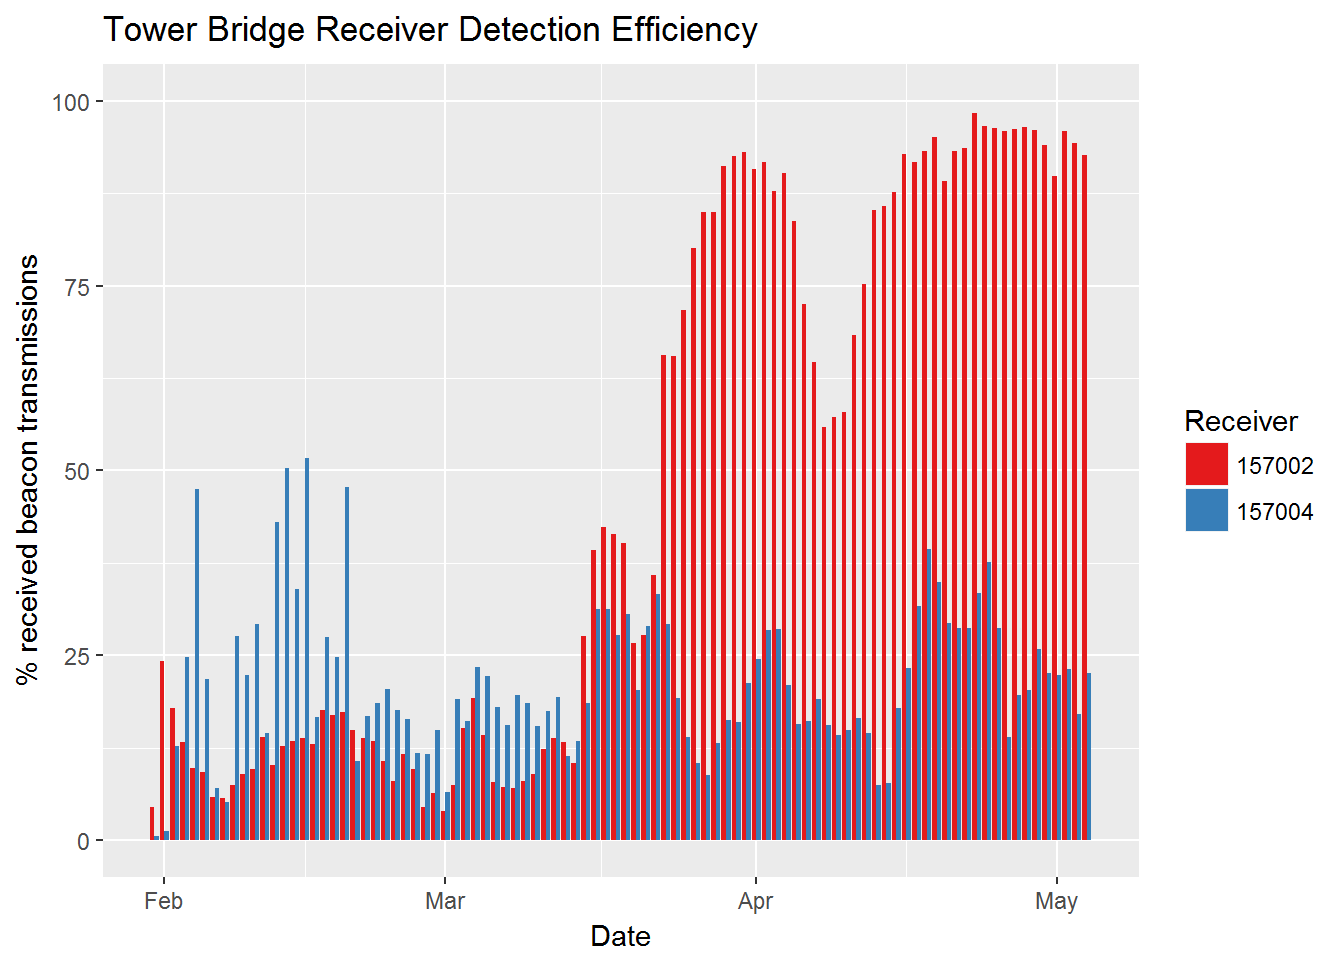 Tower Bridge Receiver Detection Efficiency
100
75
50
25
0
% received beacon transmissions
Feb
Mar
Apr
May
Date
Receiver
157002
157004